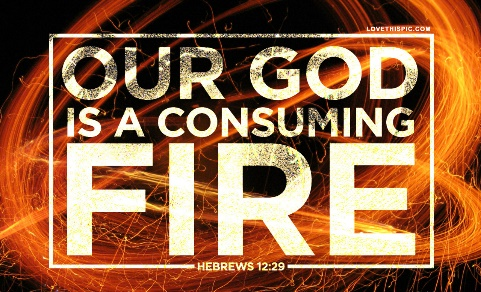 LOVETHISPIC.COM
OUR GOD
IS A CONSUMING
FIRE
HEBREWS 12:29